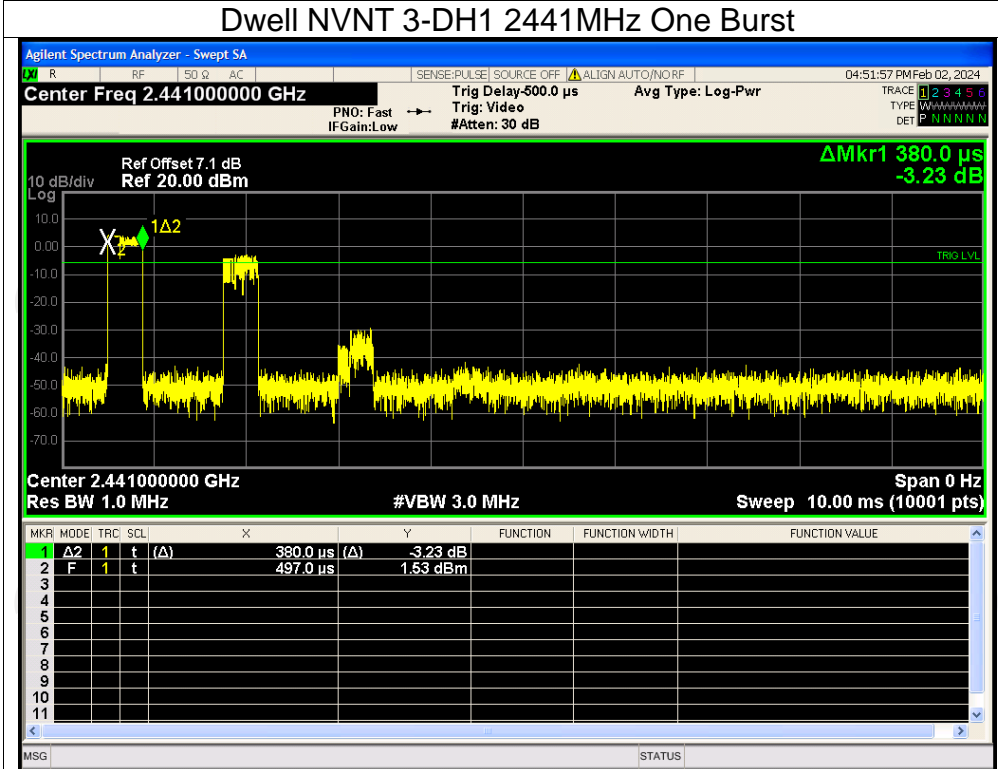 Dwell NVNT 3-DH1 2441MHz One Burst
Agilent Spectrum Analyzer - Swept SA
LXI R RF 50 Ω AC SENSE:PULSE SOURCE OFF ALIGN AUTO/NO RF 04:51:57 PM Feb 02, 2024
Center Freq 2.441000000 GHz
Trig Delay-500.0 µs Avg Type: Log-Pwr
TRACE 1 2 3 4 5 6
PNO: Fast Trig: Video
TYPE WWWWWWW
IFGain:Low #Atten: 30 dB
DET P N N N N N
ΔMkr1 380.0 µs
-3.23 dB
Ref Offset 7.1 dB
10 dB/div Ref 20.00 dBm
Log
10.0
1Δ2
X2
0.00
TRIG LVL
-10.0
-20.0
-30.0
-40.0
-50.0
-60.0
-70.0
Center 2.441000000 GHz Span 0 Hz
Res BW 1.0 MHz #VBW 3.0 MHz Sweep 10.00 ms (10001 pts)
MKR MODE TRC SCL X Y FUNCTION FUNCTION WIDTH FUNCTION VALUE
1 Δ2 1 t (Δ) 380.0 µs (Δ) -3.23 dB
2 F 1 t 497.0 µs 1.53 dBm
3
4
5
6
7
8
9
10
11
MSG STATUS